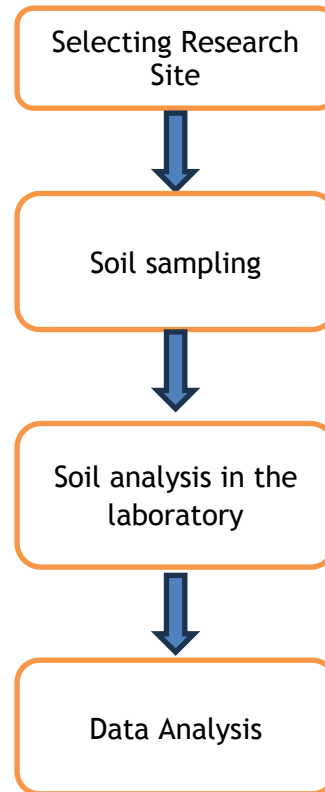 Selecting Research
Site
Soil sampling
Soil analysis in the
laboratory
Data Analysis